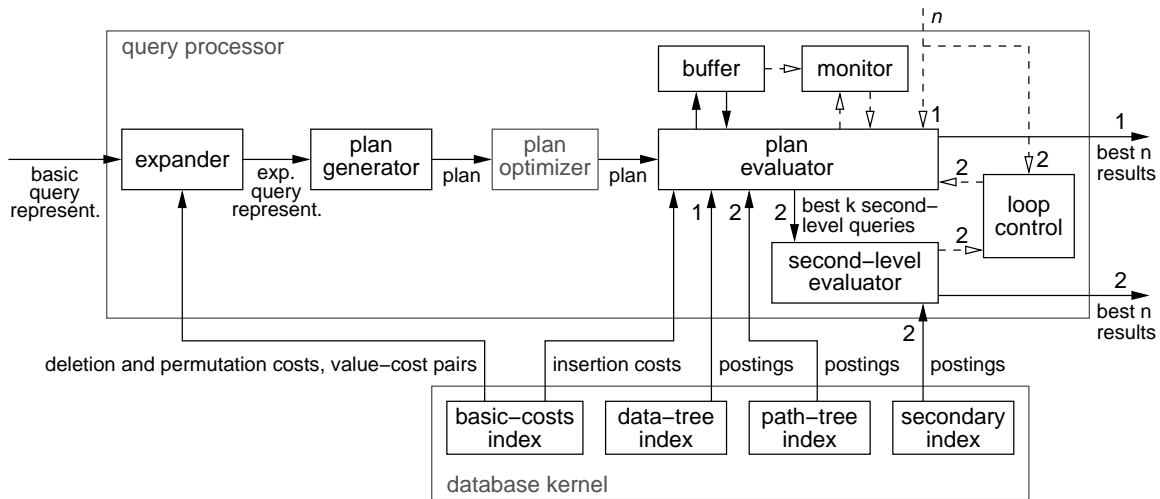 n
query processor
buffer
monitor
1
1
expander
plan
generator
plan
optimizer
plan
evaluator
basic
query
represent.
exp.
query
represent.
plan
plan
best n
results
2
2
loop
control
1
2
2
best k second-
level queries
2
second-level
evaluator
2
best n
results
2
deletion and permutation costs, value-cost pairs
insertion costs
postings
postings
postings
basic-costs
index
data-tree
index
path-tree
index
secondary
index
database kernel